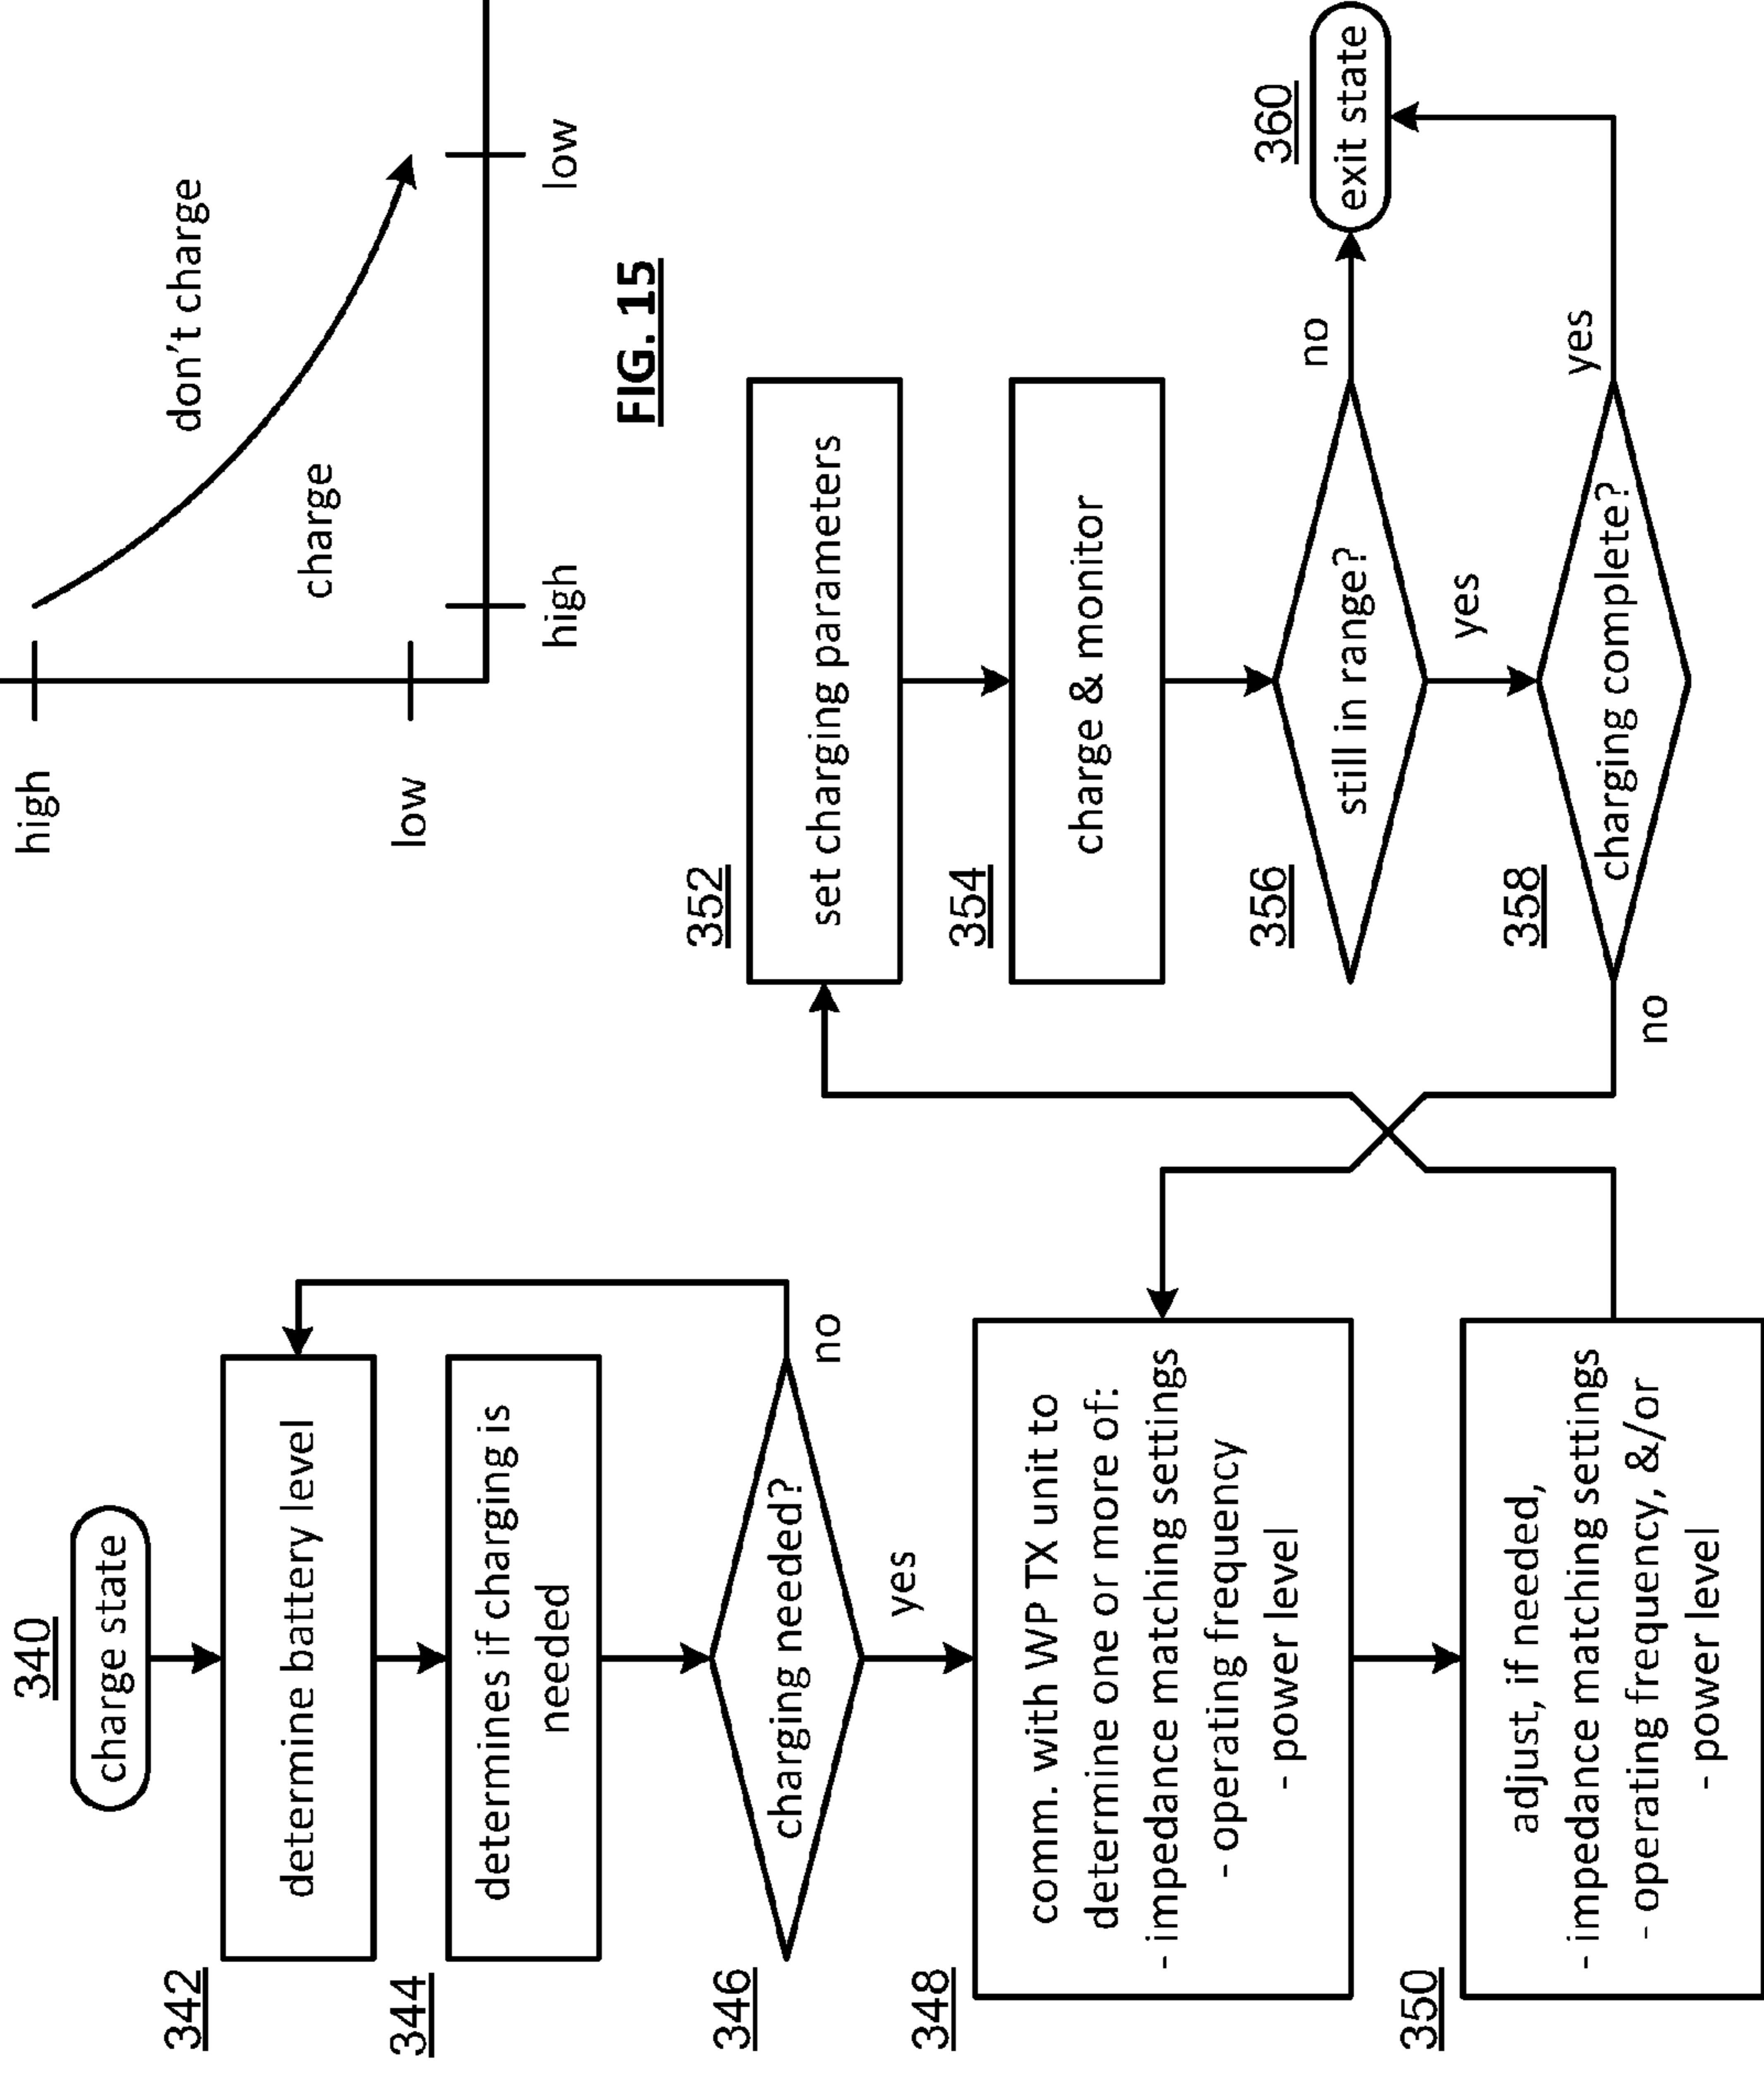 340
charge state
342
determine battery level
344
determines if charging is
needed
346
charging needed?
no
yes
348
comm. with WP TX unit to
determine one or more of:
- impedance matching settings
- operating frequency
- power level
350
adjust, if needed,
- impedance matching settings
- operating frequency, &/or
- power level
high
low
don't charge
charge
high
low
FIG. 15
352
set charging parameters
354
charge & monitor
356
still in range?
no
yes
358
charging complete?
no
yes
360
exit state